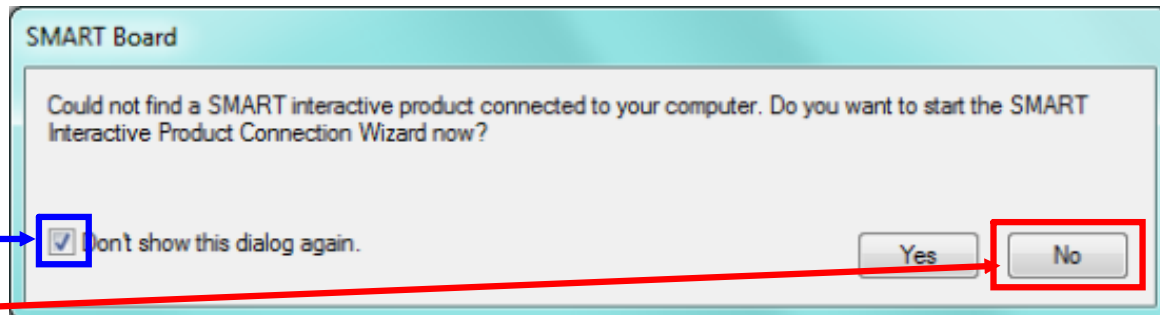 SMART Board
Could not find a SMART interactive product connected to your computer. Do you want to start the SMART
Interactive Product Connection Wizard now?
Don't show this dialog again.
Yes No